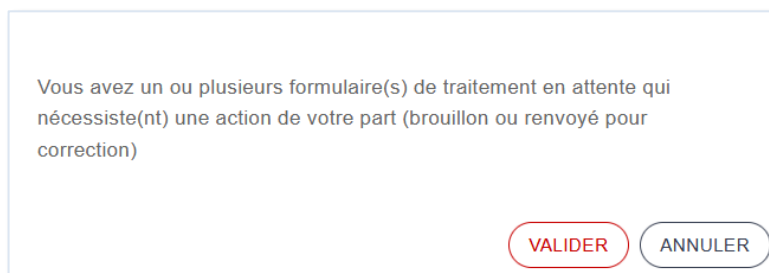 Vous avez un ou plusieurs formulaire(s) de traitement en attente qui
nécessiste(nt) une action de votre part (brouillon ou renvoyé pour
correction)
VALIDER ANNULER